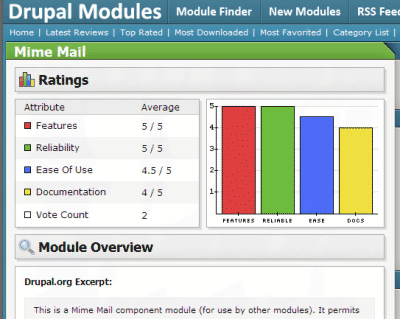 Drupal Modules Module Finder New Modules RSS Fee
Home | Latest Reviews | Top Rated | Most Downloaded | Most Favorited | Category List |
Mime Mail
Ratings
Attribute Average
Features 5 / 5
Reliability 5 / 5
Ease Of Use 4.5 / 5
Documentation 4 / 5
Vote Count 2
5
4
3
2
1
FEATURES RELIABLE EASE DOCS
Module Overview
Drupal.org Excerpt:
This is a Mime Mail component module (for use by other modules). It permits